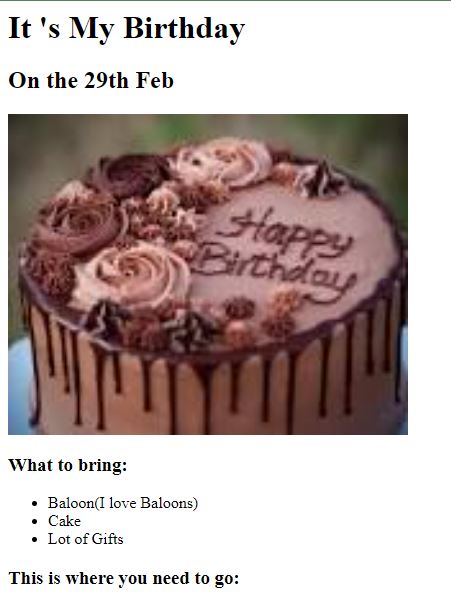 It 's My Birthday
On the 29th Feb
Happy
Birthday
What to bring:
Baloon(I love Baloons)
Cake
Lot of Gifts
This is where you need to go: